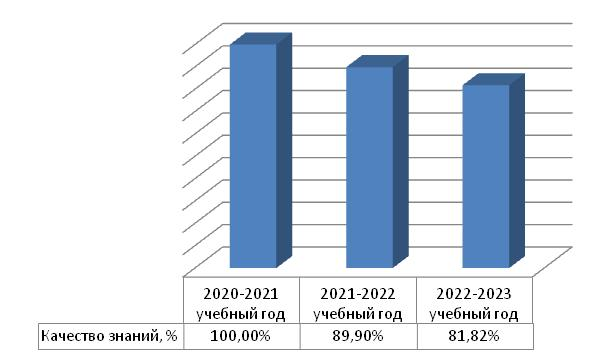 2020-2021 2021-2022 2022-2023
учебный год учебный год учебный год
Качество знаний, % 100,00% 89,90% 81,82%